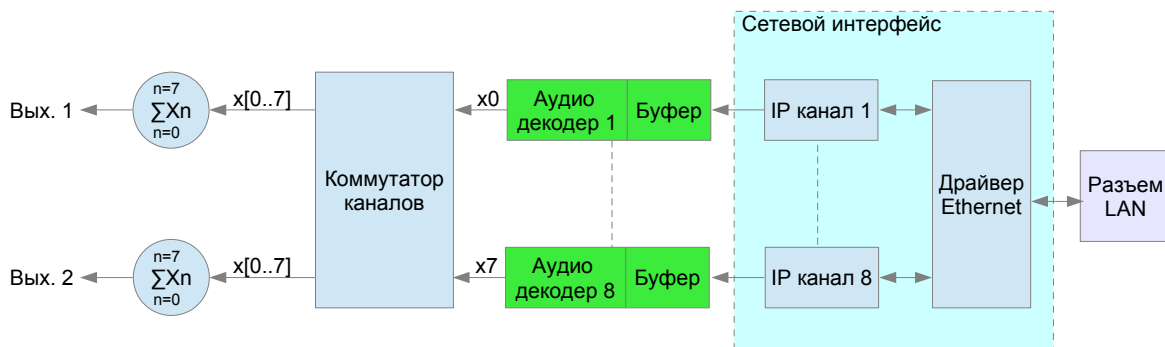 Сетевой интерфейс
Вых. 1
n=7
∑Xn
n=0
x[0..7]
Коммутатор
каналов
x0
Аудио
декодер 1
Буфер
IP канал 1
Драйвер
Ethernet
Разъем
LAN
Вых. 2
n=7
∑Xn
n=0
x[0..7]
x7
Аудио
декодер 8
Буфер
IP канал 8